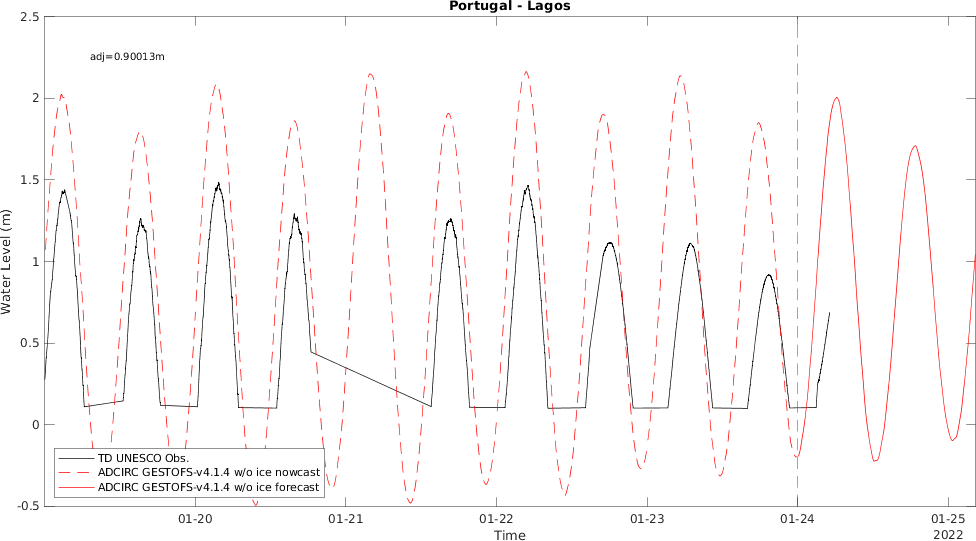 Portugal - Lagos
2.5
adj=0.90013m
2
1.5
1
0.5
0
-0.5
Water Level (m)
TD UNESCO Obs.
ADCIRC GESTOFS-v4.1.4 w/o ice nowcast
ADCIRC GESTOFS-v4.1.4 w/o ice forecast
01-20
01-21
01-22
01-23
01-24
01-25
Time
2022